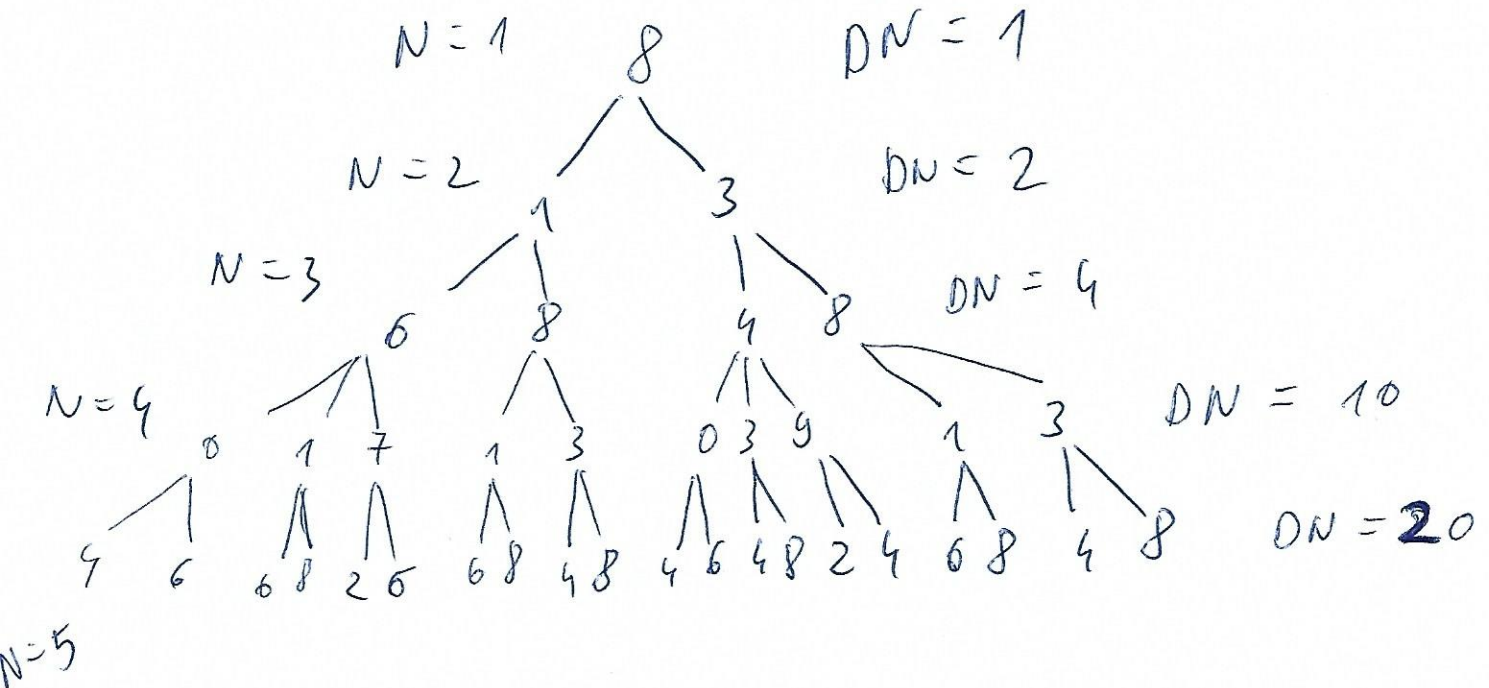 N = 1 8 DN = 1
N = 2 1 3 DN = 2
N = 3 6 8 4 8 DN = 4
N = 4 0 1 7 1 3 0 3 9 1 3 DN = 10
4 6 6 8 2 6 6 8 4 8 4 6 4 8 2 4 6 8 4 8 DN = 20
N = 5